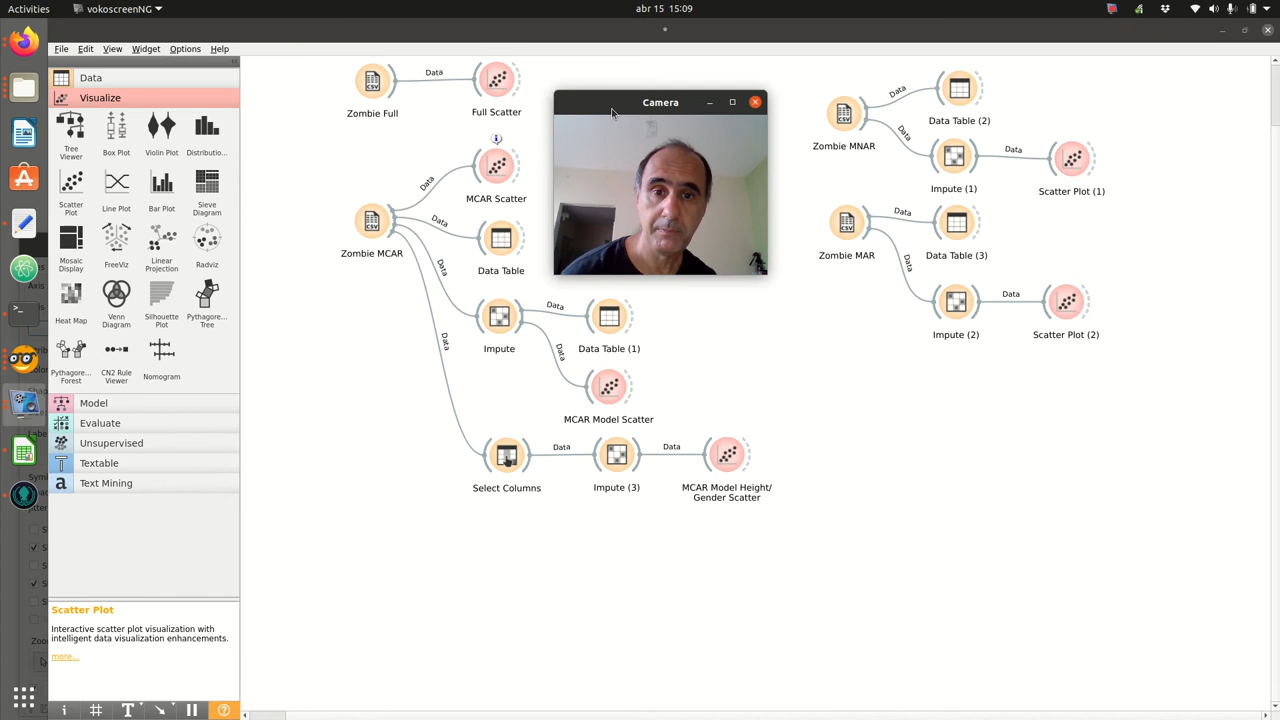 Activities
vokoscreenNG
abr 15 15:09
File Edit View Widget Options Help
Data
Visualize
Tree Viewer
Box Plot
Violin Plot
Distributio...
Scatter Plot
Line Plot
Bar Plot
Sieve Diagram
Mosaic Display
FreeViz
Linear Projection
Radviz
Heat Map
Venn Diagram
Silhouette Plot
Pythagore... Tree
Pythagore... Forest
CN2 Rule Viewer
Nomogram
Model
Evaluate
Unsupervised
Textable
Text Mining
Scatter Plot
Interactive scatter plot visualization with
intelligent data visualization enhancements.
more...
Zombie Full
Data
Full Scatter
Zombie MCAR
Data
MCAR Scatter
Data
Data Table
Data
Impute
Data
Data Table (1)
Data
MCAR Model Scatter
Data
Select Columns
Data
Impute (3)
Data
MCAR Model Height/
Gender Scatter
Camera
Zombie MNAR
Data
Data Table (2)
Data
Impute (1)
Data
Scatter Plot (1)
Zombie MAR
Data
Data Table (3)
Data
Impute (2)
Data
Scatter Plot (2)